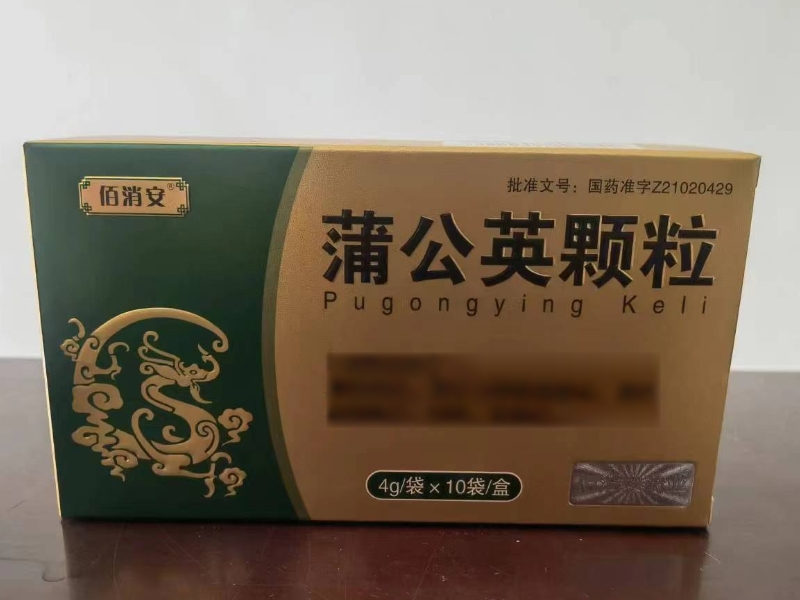 佰消安®
批准文号：国药准字Z21020429
蒲公英颗粒
Pugongying Keli
4g/袋×10袋/盒